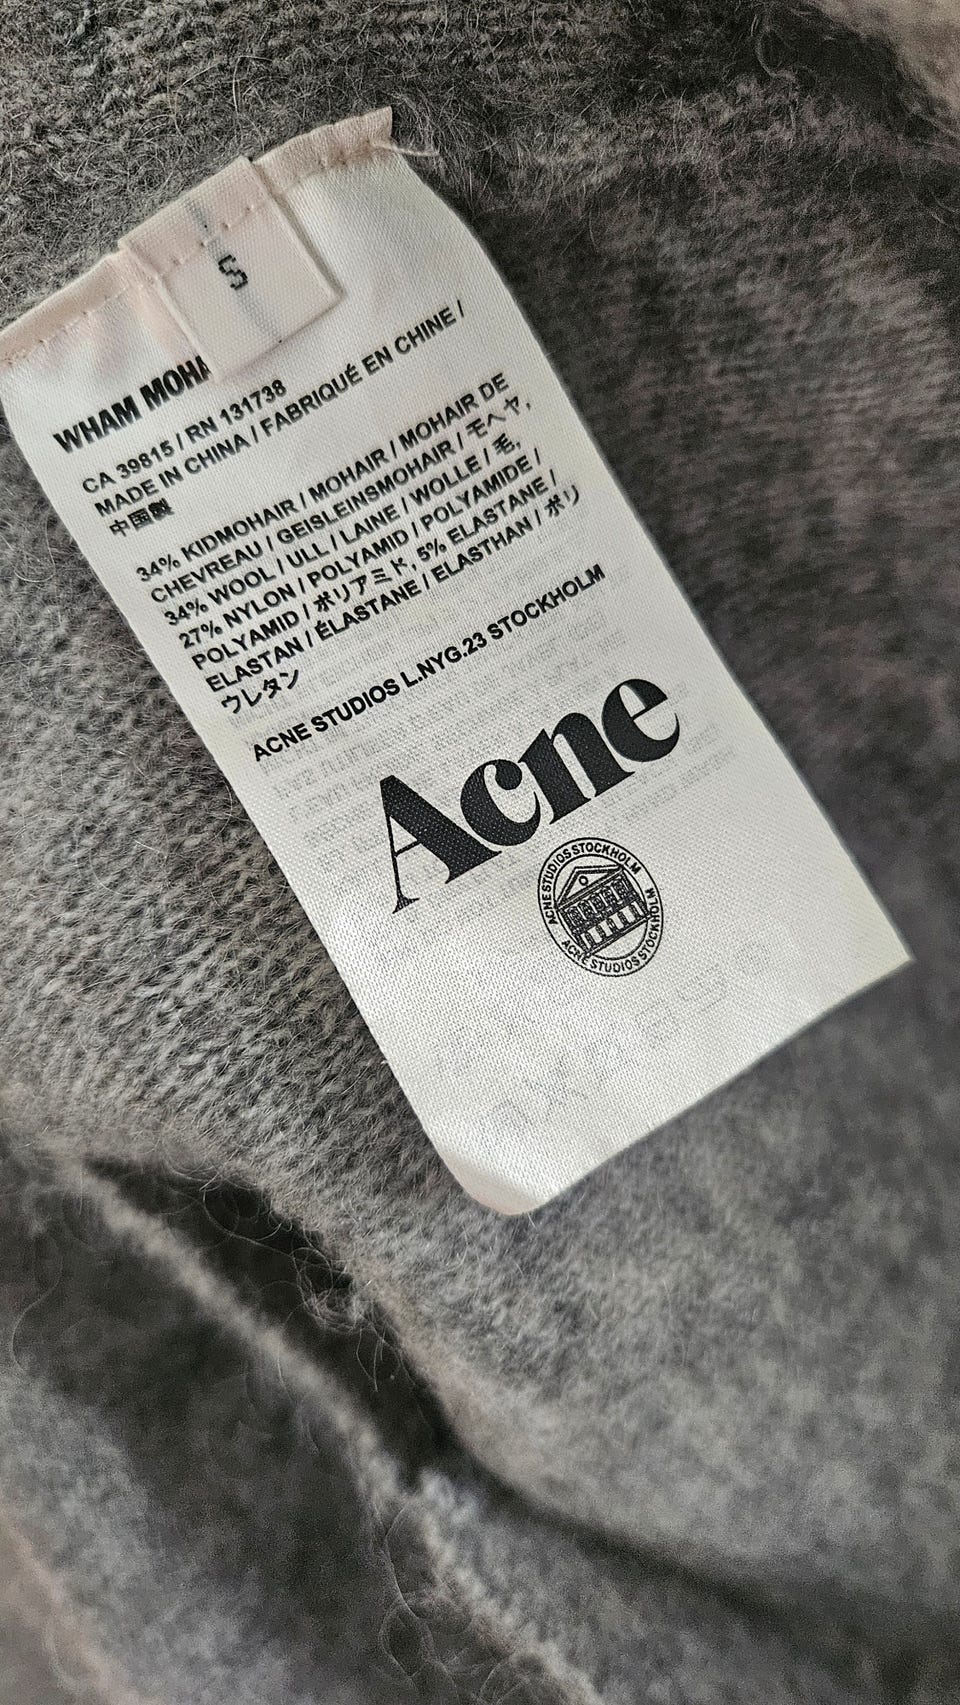 S
WHAM MOHA
CA 39815 / RN 131738
MADE IN CHINA / FABRIQUÉ EN CHINE /
中国製
34% KIDMOHAIR / MOHAIR / MOHAIR DE
CHEVREAU / GEISLEINSMOHAIR / モヘヤ,
34% WOOL / ULL / LAINE / WOLLE / 毛,
27% NYLON / POLYAMID / POLYAMIDE /
POLYAMID / ポリアミド, 5% ELASTANE /
ELASTAN / ÉLASTANE / ELASTHAN / ポリ
ウレタン
ACNE STUDIOS L.NYG.23 STOCKHOLM
Acne
ACNE STUDIOS STOCKHOLM
ACNE STUDIOS STOCKHOLM